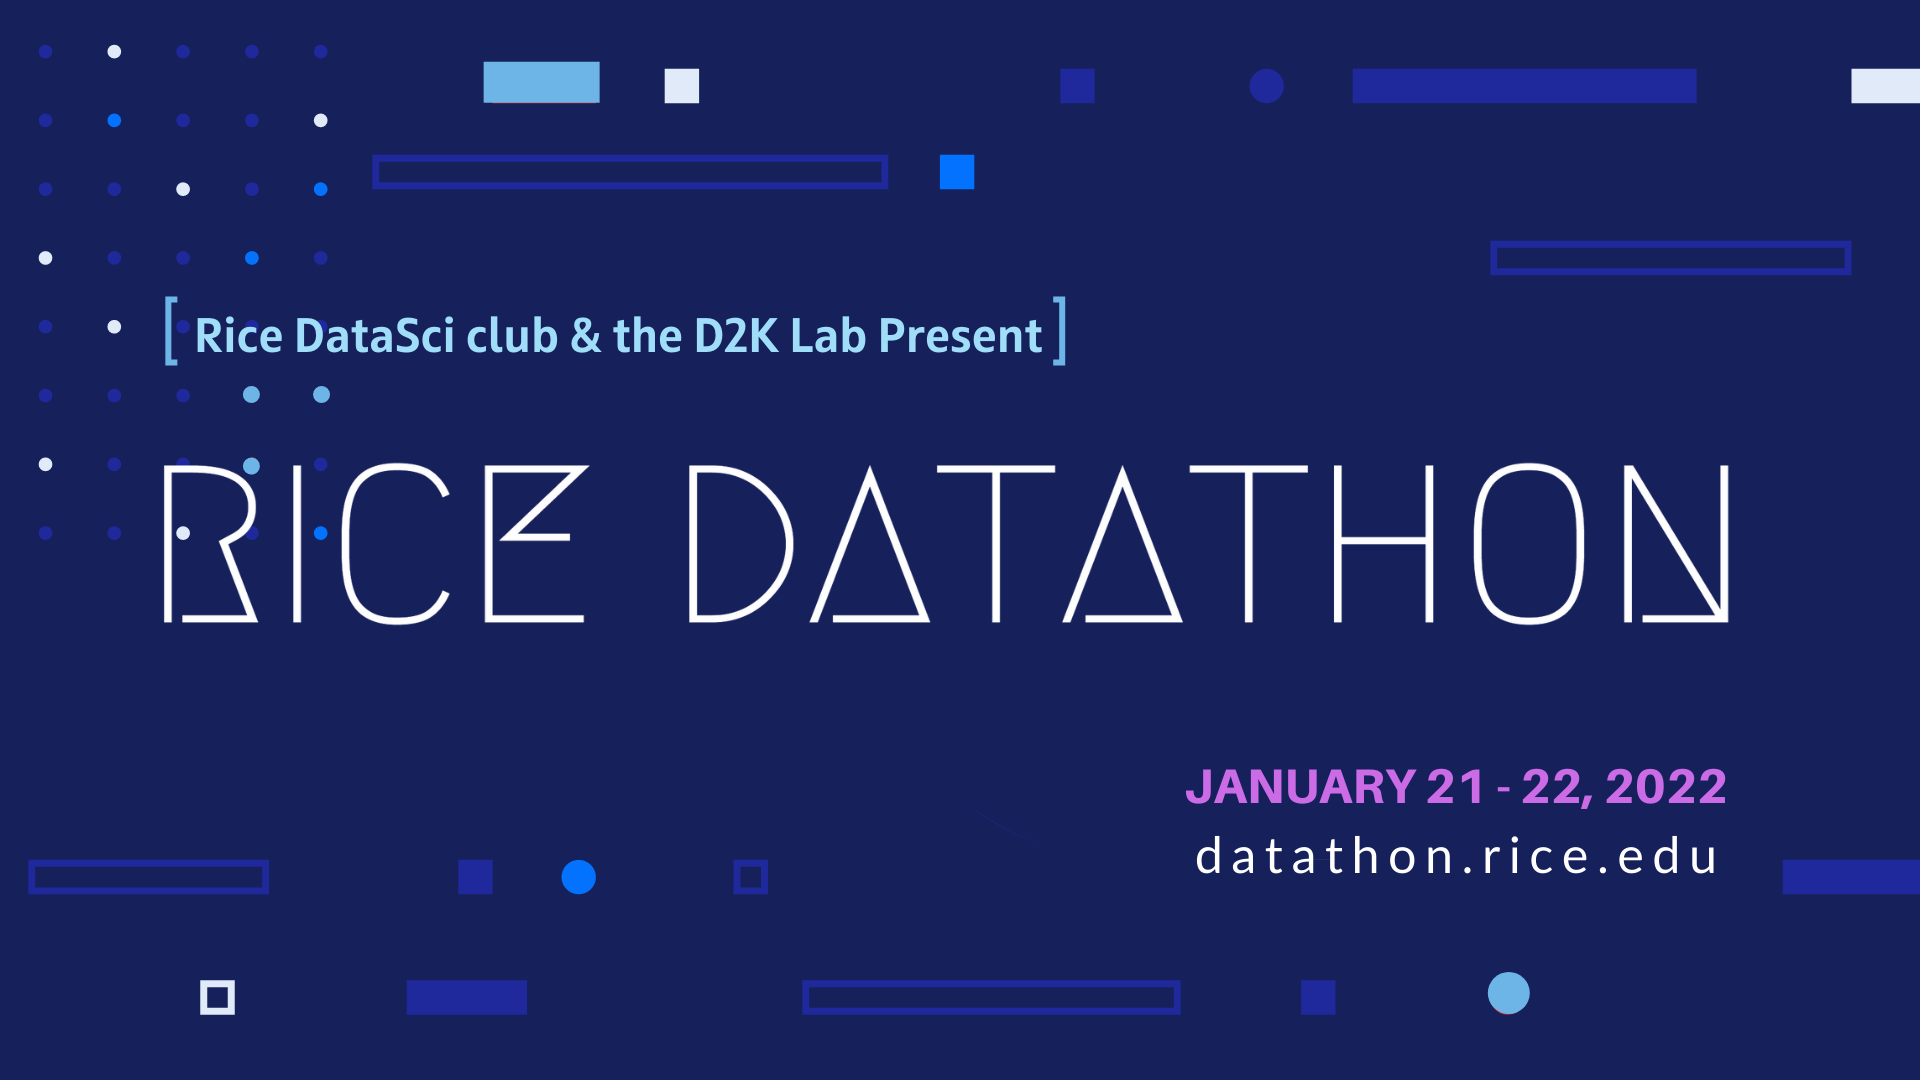 [ Rice DataSci club & the D2K Lab Present ]
RICE DATATHON
JANUARY 21 - 22, 2022
datathon.rice.edu